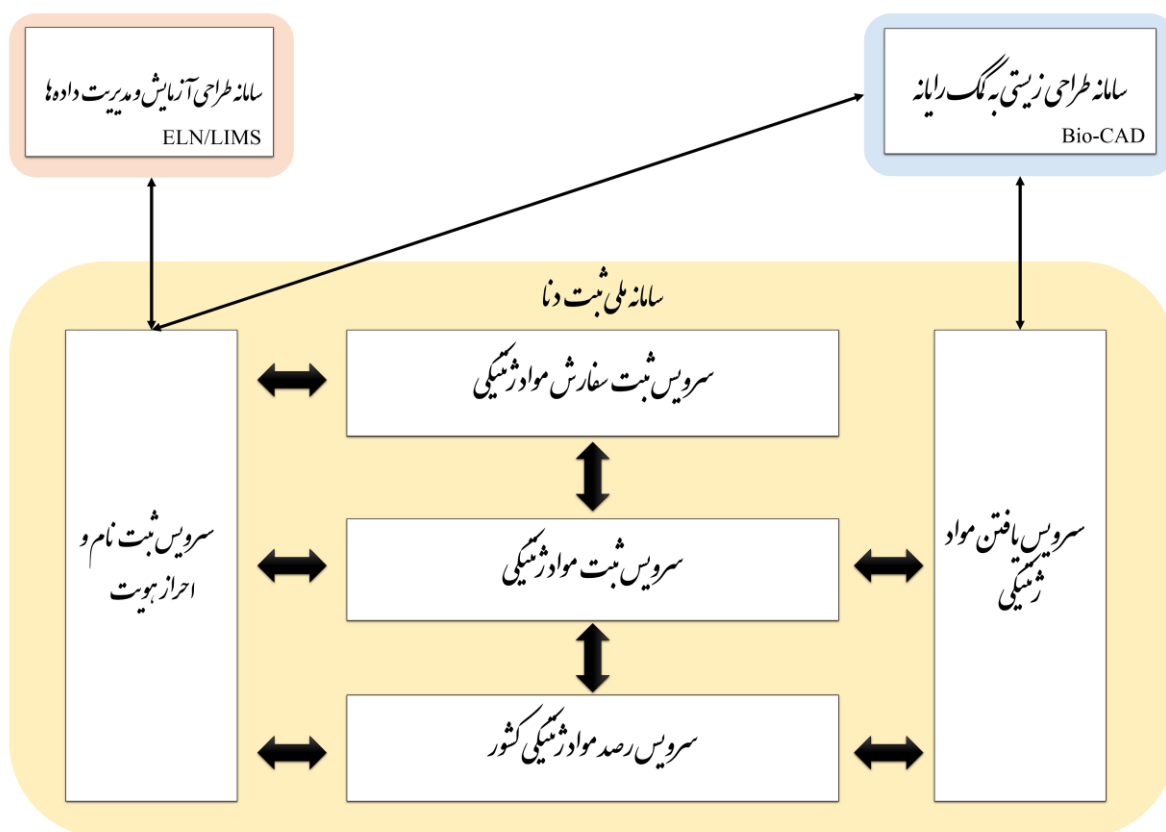 سامانه طراحی زیستی به کمک رایانه
Bio-CAD
سامانه طراحی آزمایش و مدیریت داده‌ها
ELN/LIMS
سامانه ملی ثبت دنا
سرویس یافتن مواد
ژنتیکی
سرویس ثبت سفارش مواد ژنتیکی
سرویس ثبت مواد ژنتیکی
سرویس رصد مواد ژنتیکی کشور
سرویس ثبت نام و
احراز هویت